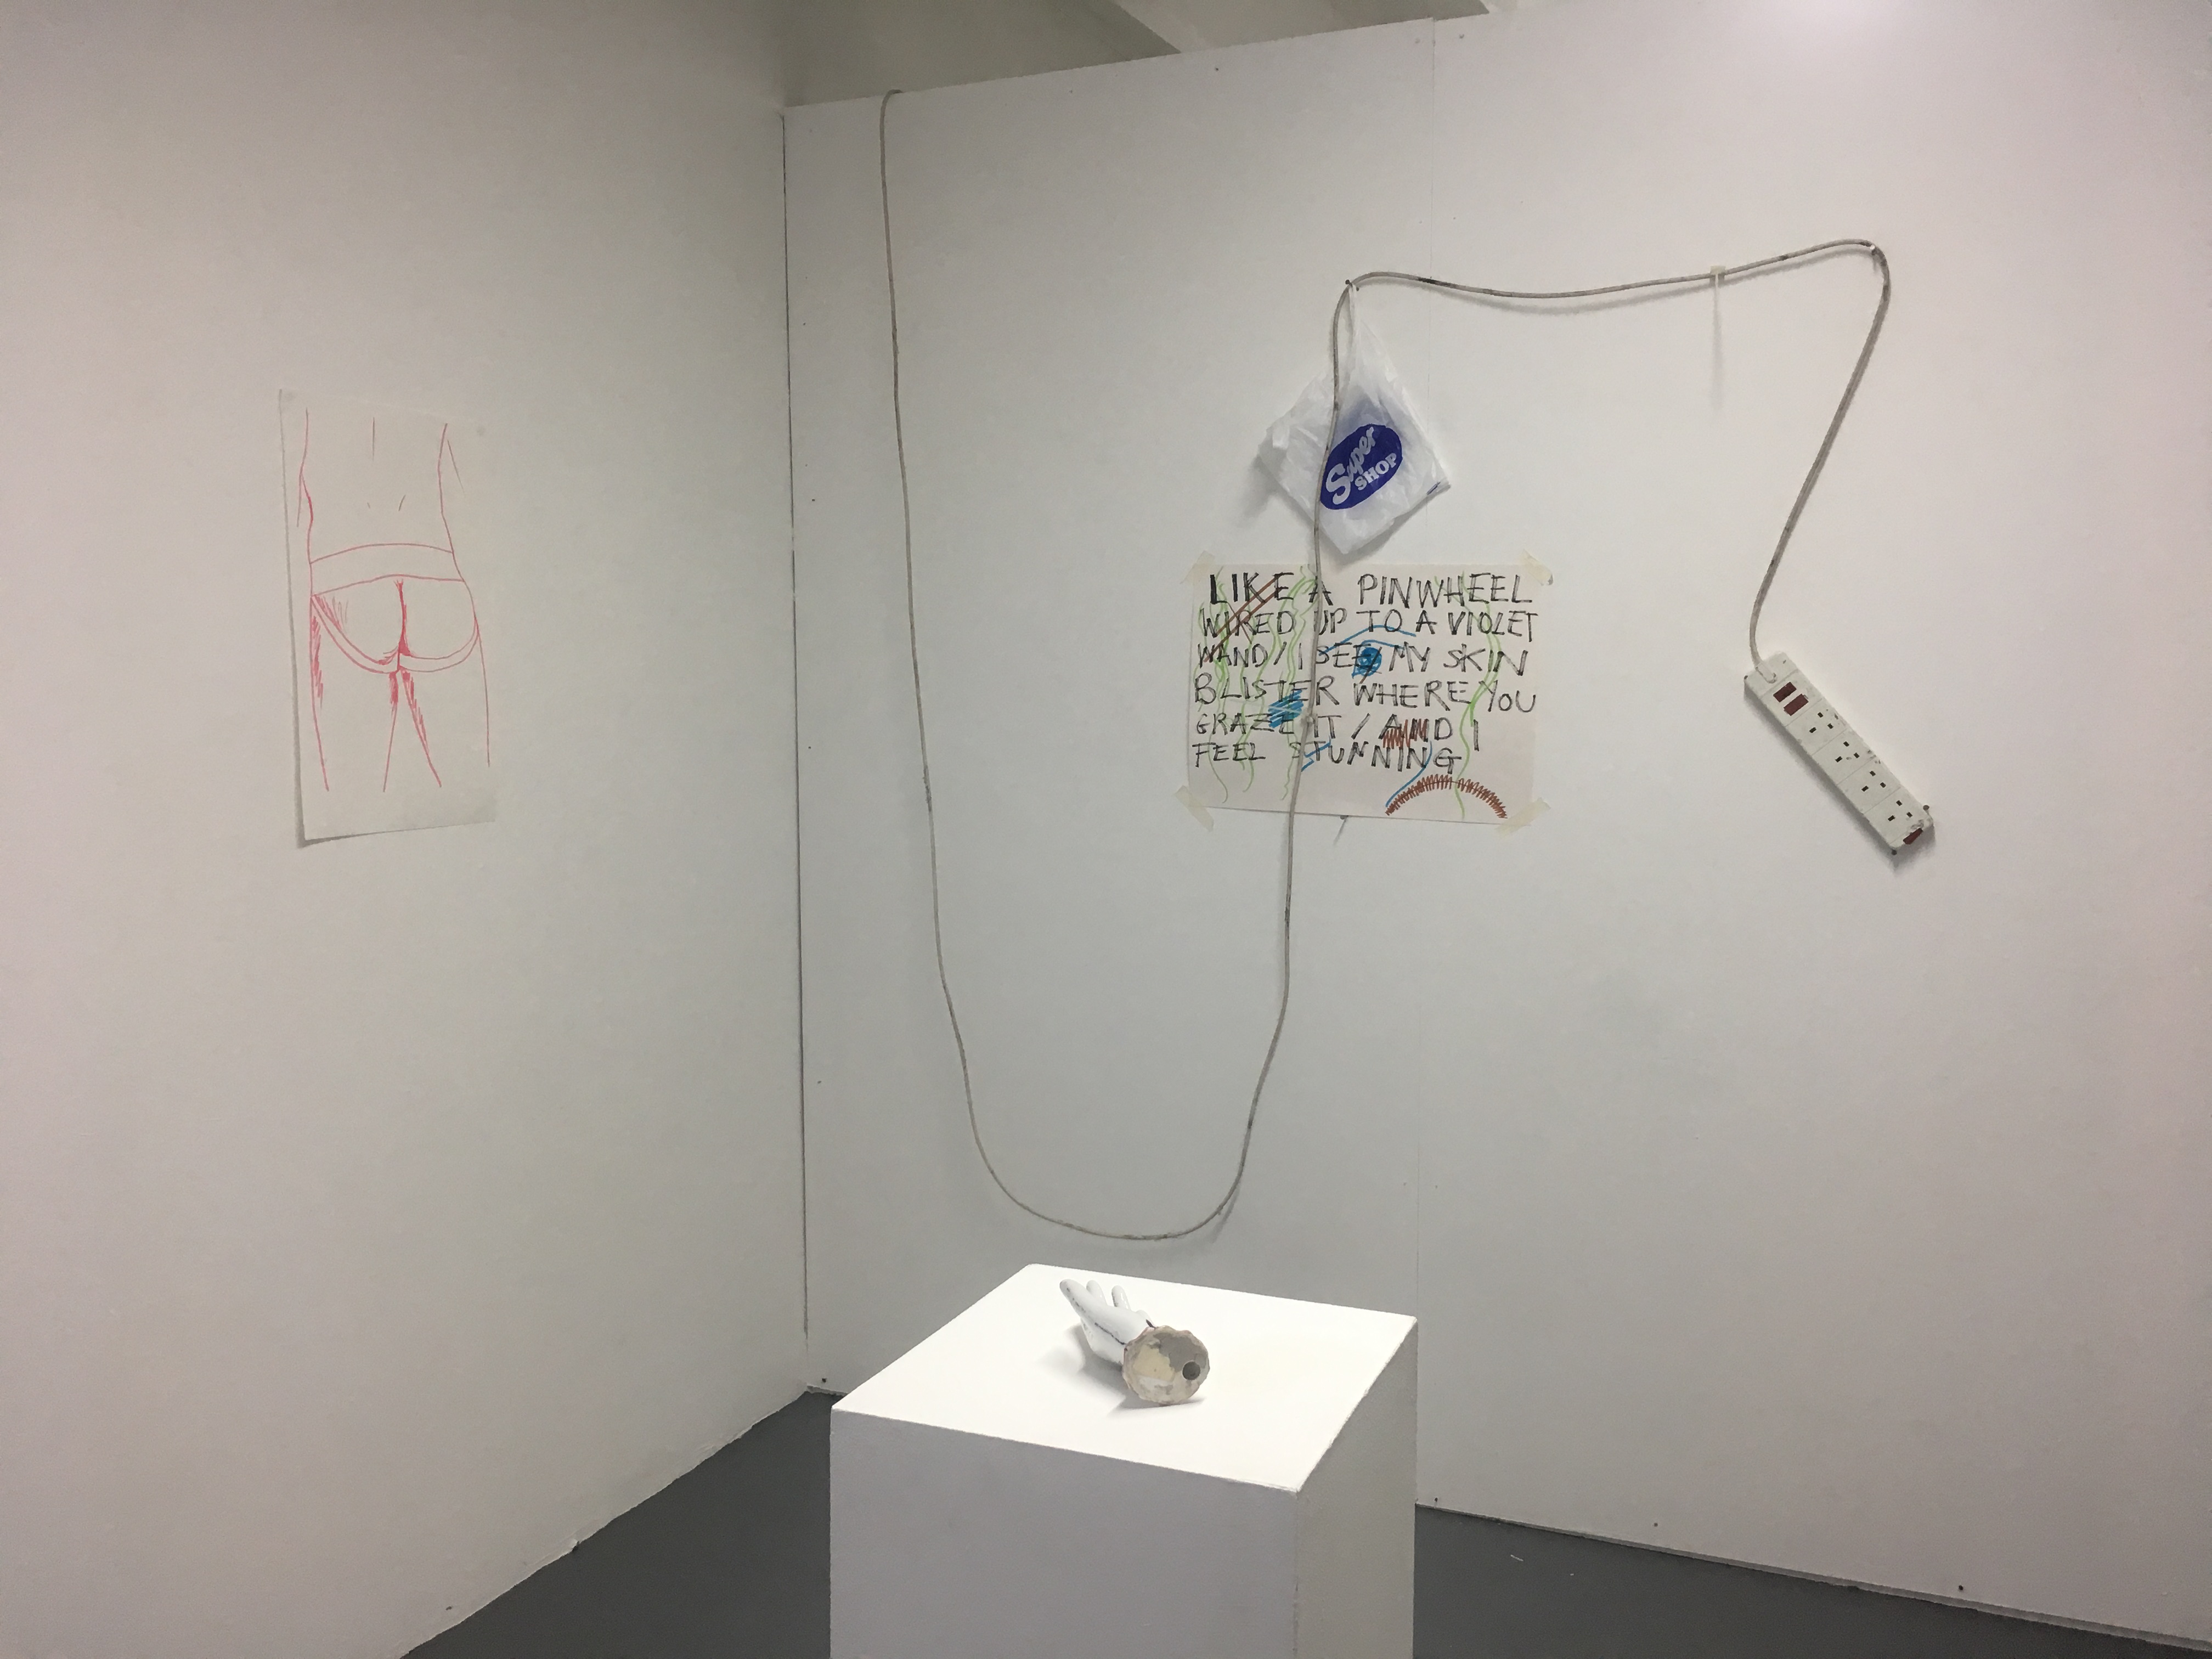 Super
SHOP
LIKE A PINWHEEL
WIRED UP TO A VIOLET
WAND / I SEE / MY SKIN
BLISTER WHERE YOU
GRAZE IT / AND I
FEEL STUNNING